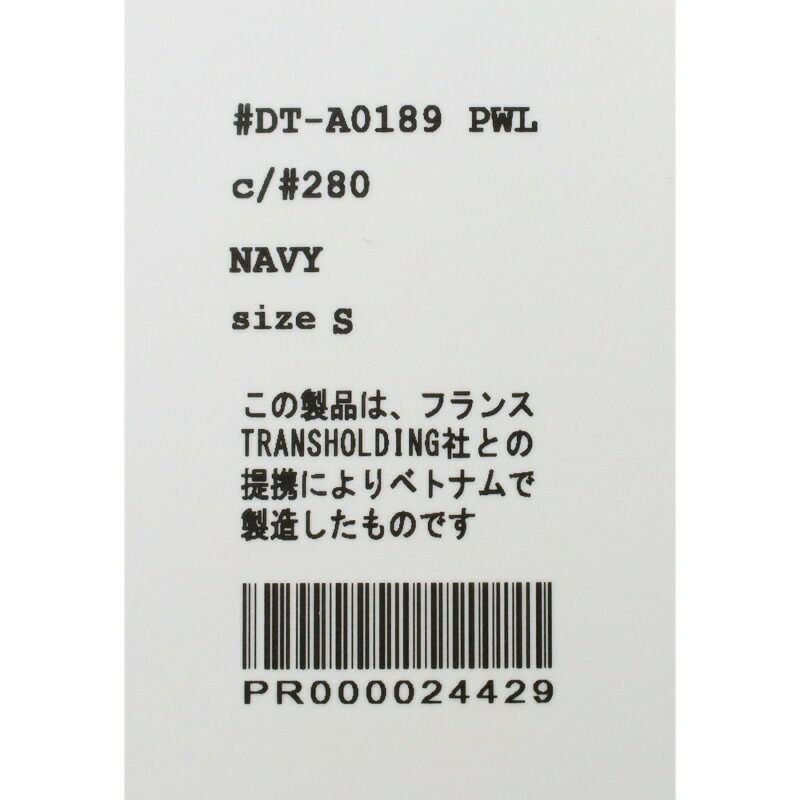 #DT-A0189 PWL
c/#280
NAVY
size S
この製品は、フランス
TRANSHOLDING社との
提携によりベトナムで
製造したものです
PR000024429